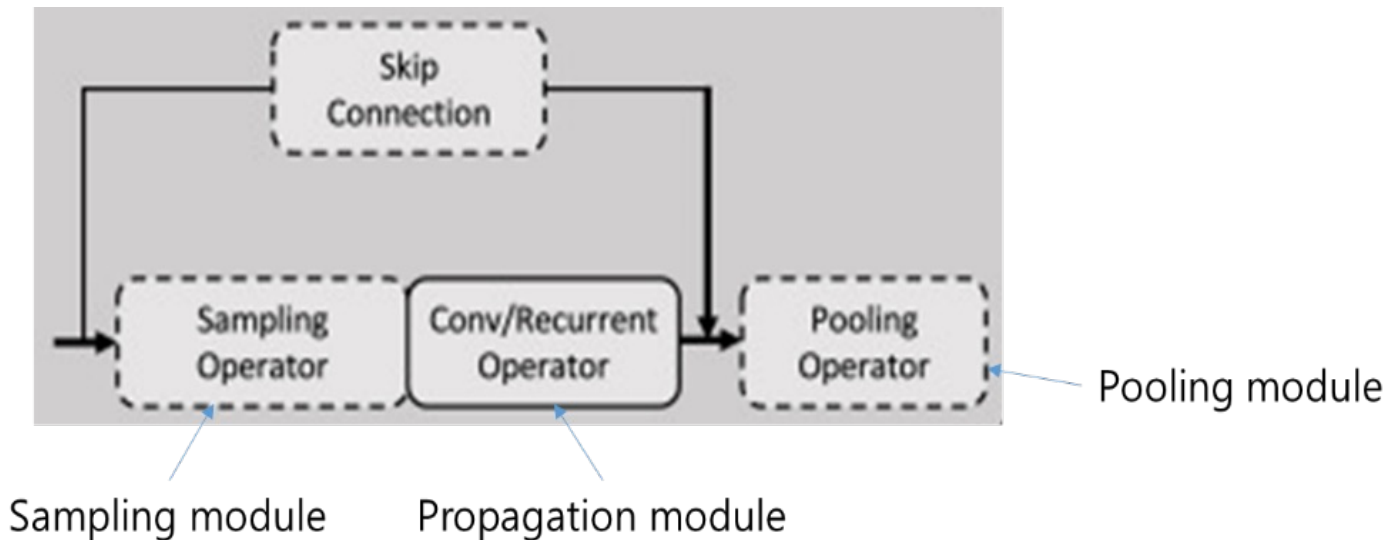 Skip
Connection
Sampling
Operator
Conv/Recurrent
Operator
Pooling
Operator
Pooling module
Sampling module
Propagation module